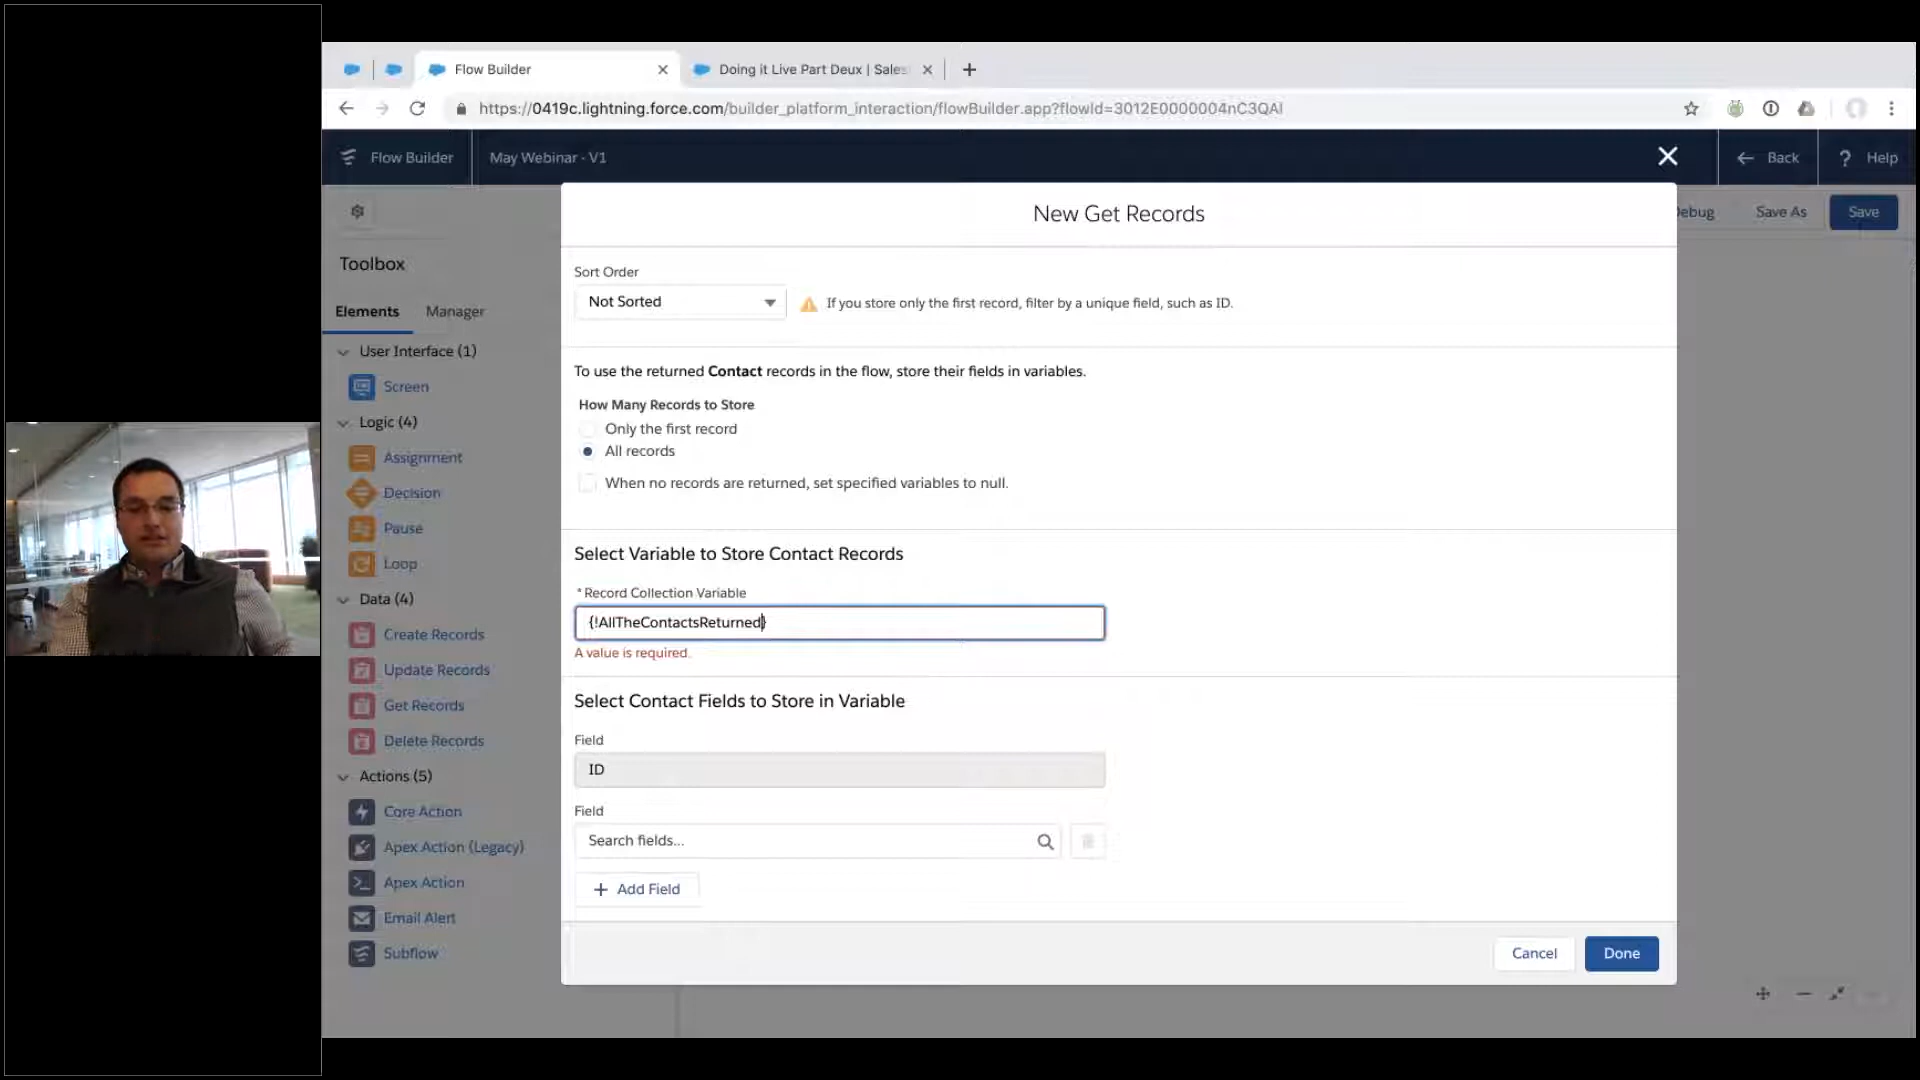 Flow Builder
Doing it Live Part Deux | Sales
https://0419c.lightning.force.com/builder_platform_interaction/flowBuilder.app?flowId=3012E0000004nC3QAI
Flow Builder
May Webinar - V1
Back
? Help
New Get Records
Debug
Save As
Save
Toolbox
Elements
Manager
User Interface (1)
Screen
Logic (4)
Assignment
Decision
Pause
Loop
Data (4)
Create Records
Update Records
Get Records
Delete Records
Actions (5)
Core Action
Apex Action (Legacy)
Apex Action
Email Alert
Subflow
Sort Order
Not Sorted
If you store only the first record, filter by a unique field, such as ID.
To use the returned Contact records in the flow, store their fields in variables.
How Many Records to Store
Only the first record
All records
When no records are returned, set specified variables to null.
Select Variable to Store Contact Records
* Record Collection Variable
{!AllTheContactsReturned}
A value is required.
Select Contact Fields to Store in Variable
Field
ID
Field
Search fields...
+ Add Field
Cancel
Done